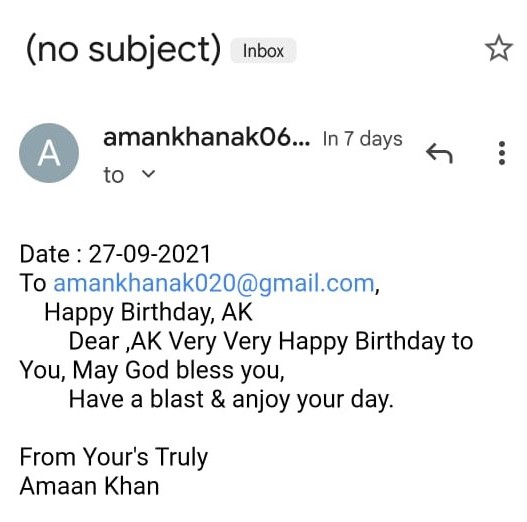 (no subject) Inbox
A
amankhanak06... In 7 days
to
Date : 27-09-2021
To amankhanak020@gmail.com,
Happy Birthday, AK
Dear ,AK Very Very Happy Birthday to
You, May God bless you,
Have a blast & anjoy your day.
From Your's Truly
Amaan Khan